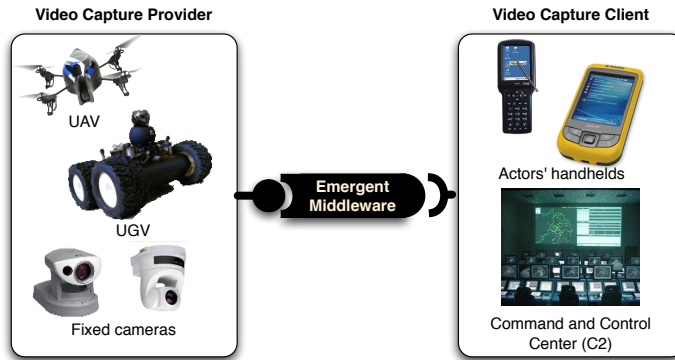 Video Capture Provider
UAV
UGV
Fixed cameras
Emergent
Middleware
Video Capture Client
Actors' handhelds
Command and Control
Center (C2)